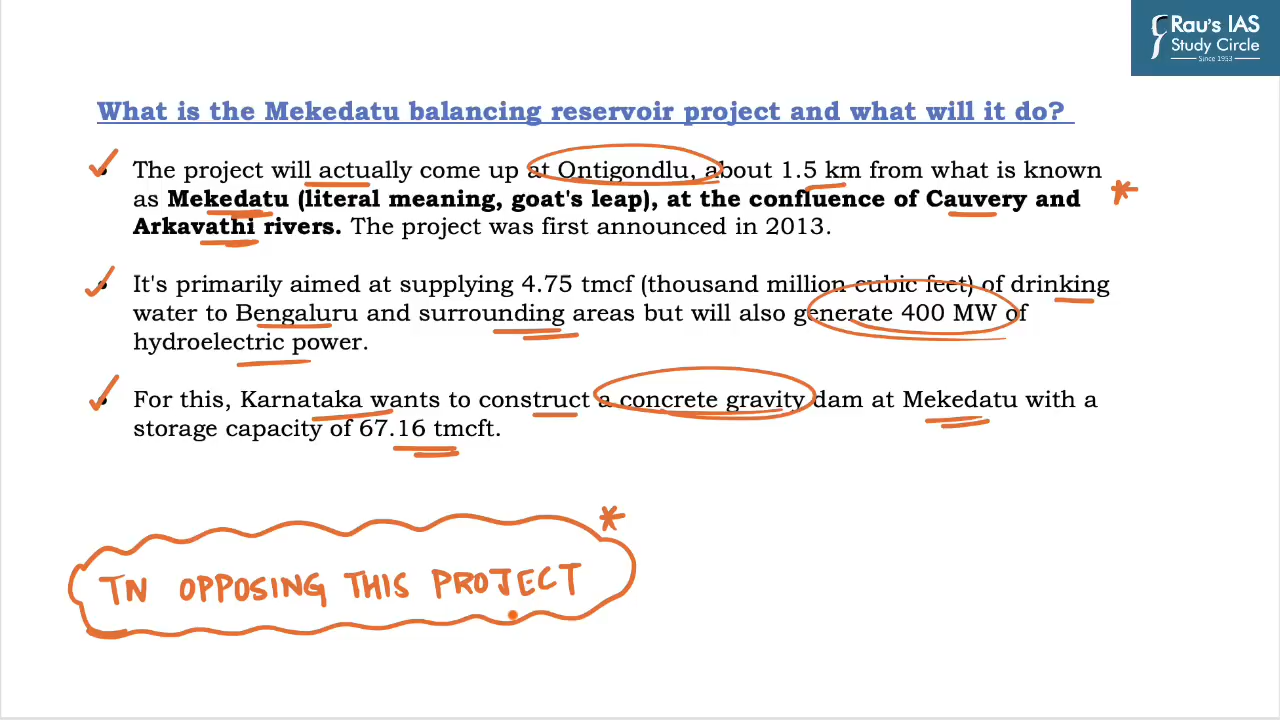 Rau's IAS
Study Circle
Since 1953
What is the Mekedatu balancing reservoir project and what will it do?
The project will actually come up at Ontigondlu, about 1.5 km from what is known
as Mekedatu (literal meaning, goat's leap), at the confluence of Cauvery and
Arkavathi rivers. The project was first announced in 2013.
It's primarily aimed at supplying 4.75 tmcf (thousand million cubic feet) of drinking
water to Bengaluru and surrounding areas but will also generate 400 MW of
hydroelectric power.
For this, Karnataka wants to construct a concrete gravity dam at Mekedatu with a
storage capacity of 67.16 tmcft.
TN OPPOSING THIS PROJECT